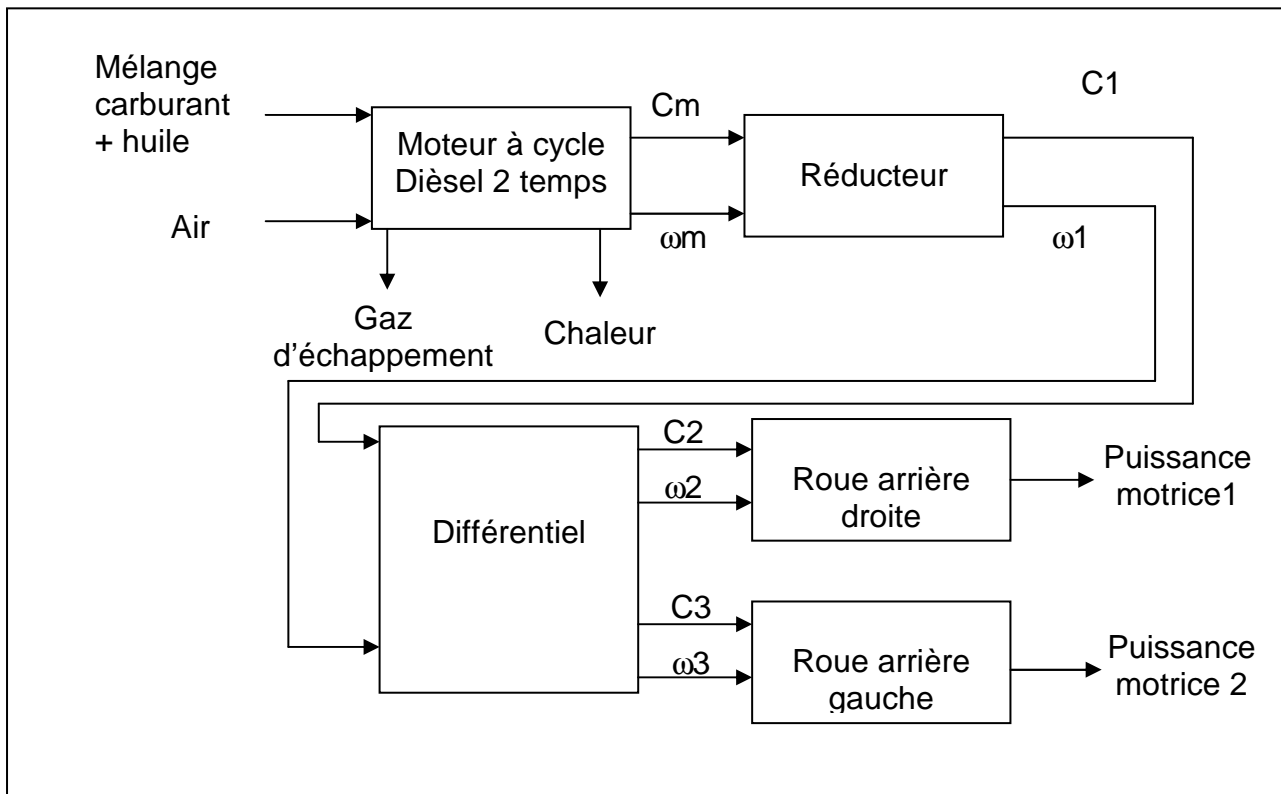 Mélange
carburant
+ huile
Air
Moteur à cycle
Dièsel 2 temps
Cm
ωm
Réducteur
C1
ω1
Gaz
d'échappement
Chaleur
Différentiel
C2
ω2
Roue arrière
droite
Puissance
motrice1
C3
ω3
Roue arrière
gauche
Puissance
motrice 2